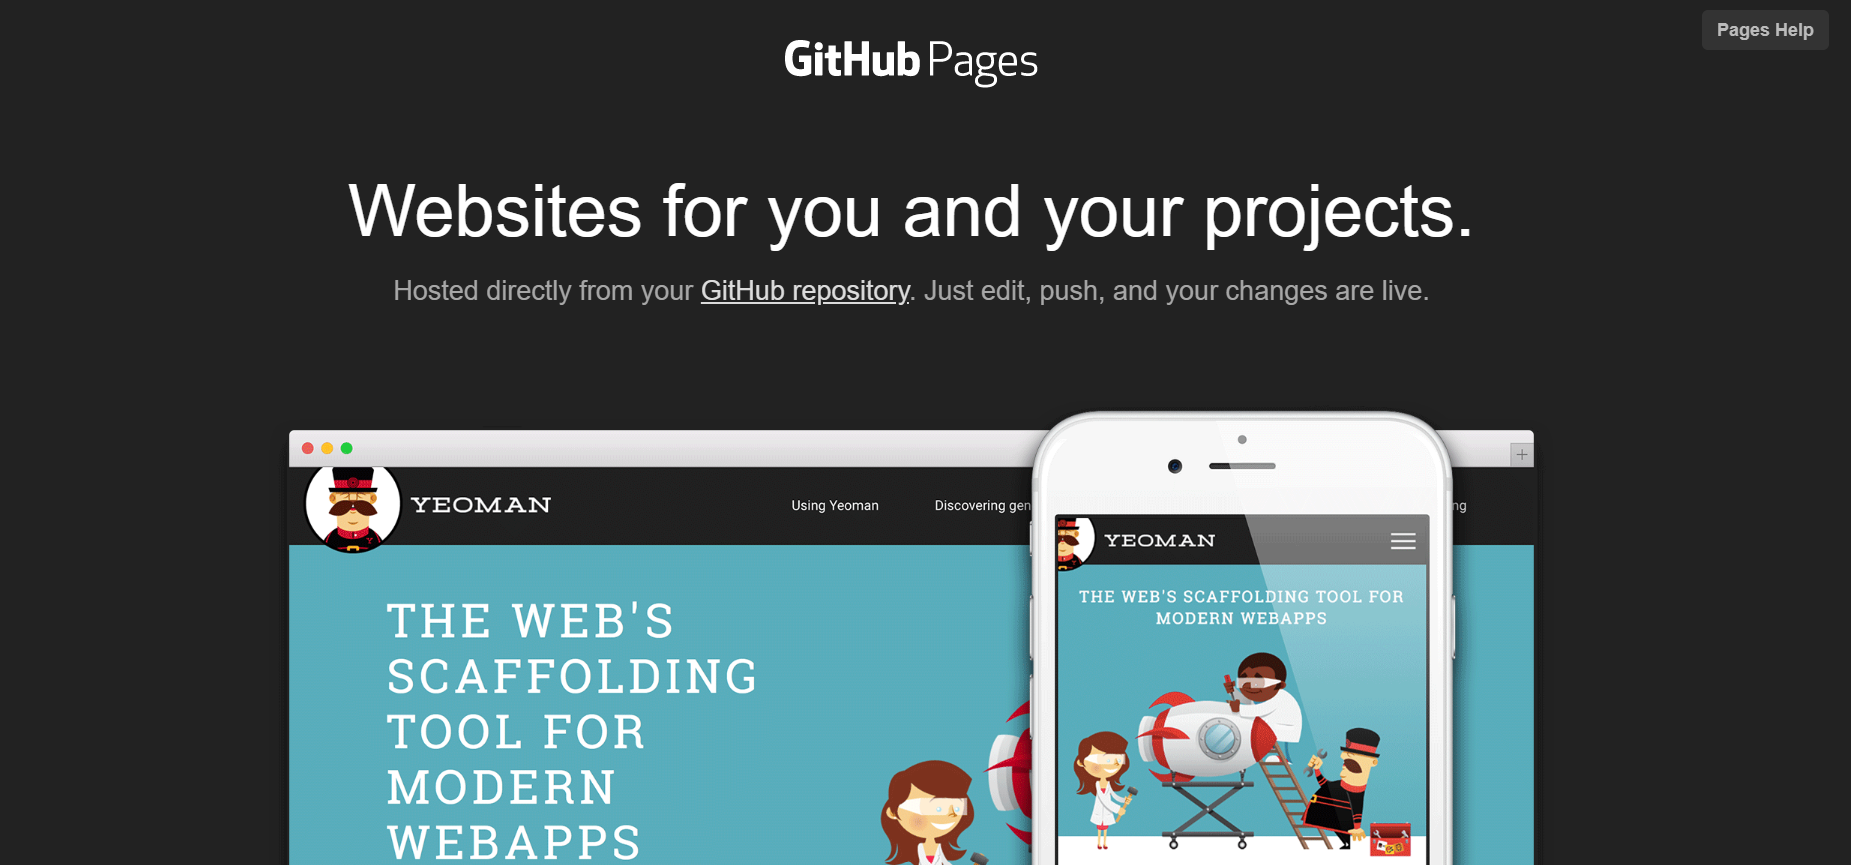 Pages Help
GitHub Pages
Websites for you and your projects.
Hosted directly from your GitHub repository. Just edit, push, and your changes are live.
YEOMAN
Using Yeoman
Discovering gen
ng
THE WEB'S
SCAFFOLDING
TOOL FOR
MODERN
WEBAPPS
YEOMAN
THE WEB'S SCAFFOLDING TOOL FOR
MODERN WEBAPPS